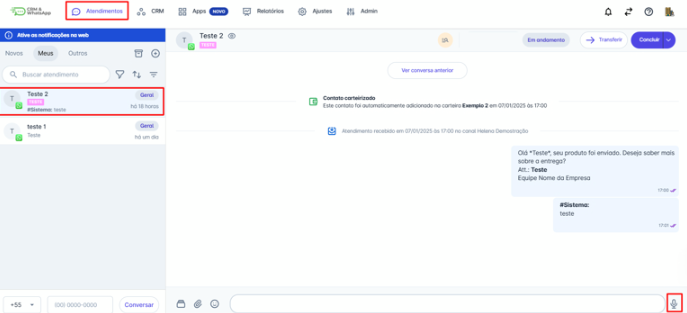 CRM & WhatsApp
Atendimentos
CRM
Apps NOVO
Relatórios
Ajustes
Admin
Ative as notificações na web
Novos Meus Outros
Buscar atendimento
T
Teste 2
Geral
TESTE
#Sistema: teste
há 18 horas
T
teste 1
Geral
Teste
há um dia
+55
(00) 0000-0000
Conversar
T
Teste 2
TESTE
Em andamento
Transferir
Concluir
Ver conversa anterior
Contato carteirizado
Este contato foi automaticamente adicionado na carteira Exemplo 2 em 07/01/2025 às 17:00
Atendimento recebido em 07/01/2025 às 17:00 no canal Helena Demostração
Olá *Teste*, seu produto foi enviado. Deseja saber mais
sobre a entrega?
Att.: Teste
Equipe Nome da Empresa
17:00
#Sistema:
teste